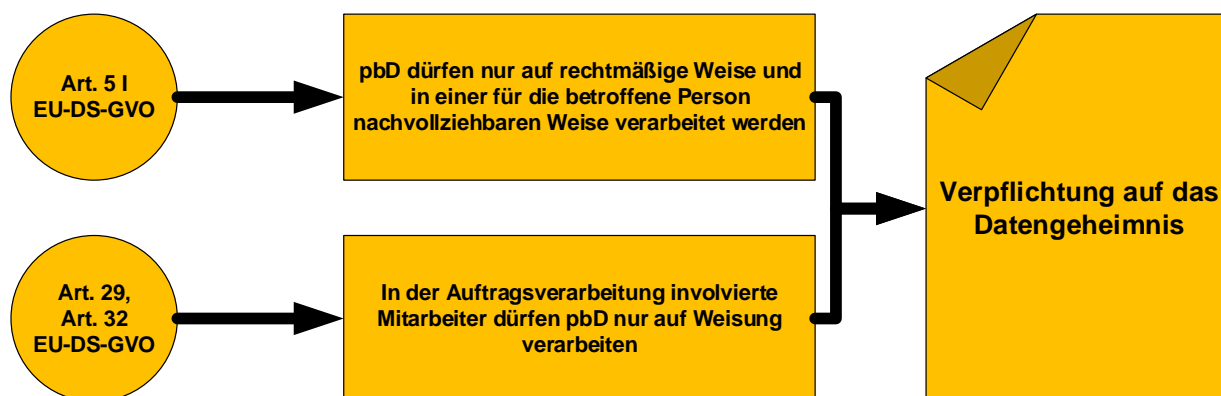 Art. 5 I
EU-DS-GVO
pbD dürfen nur auf rechtmäßige Weise und
in einer für die betroffene Person
nachvollziehbaren Weise verarbeitet werden
Art. 29,
Art. 32
EU-DS-GVO
In der Auftragsverarbeitung involvierte
Mitarbeiter dürfen pbD nur auf Weisung
verarbeiten
Verpflichtung auf das
Datengeheimnis